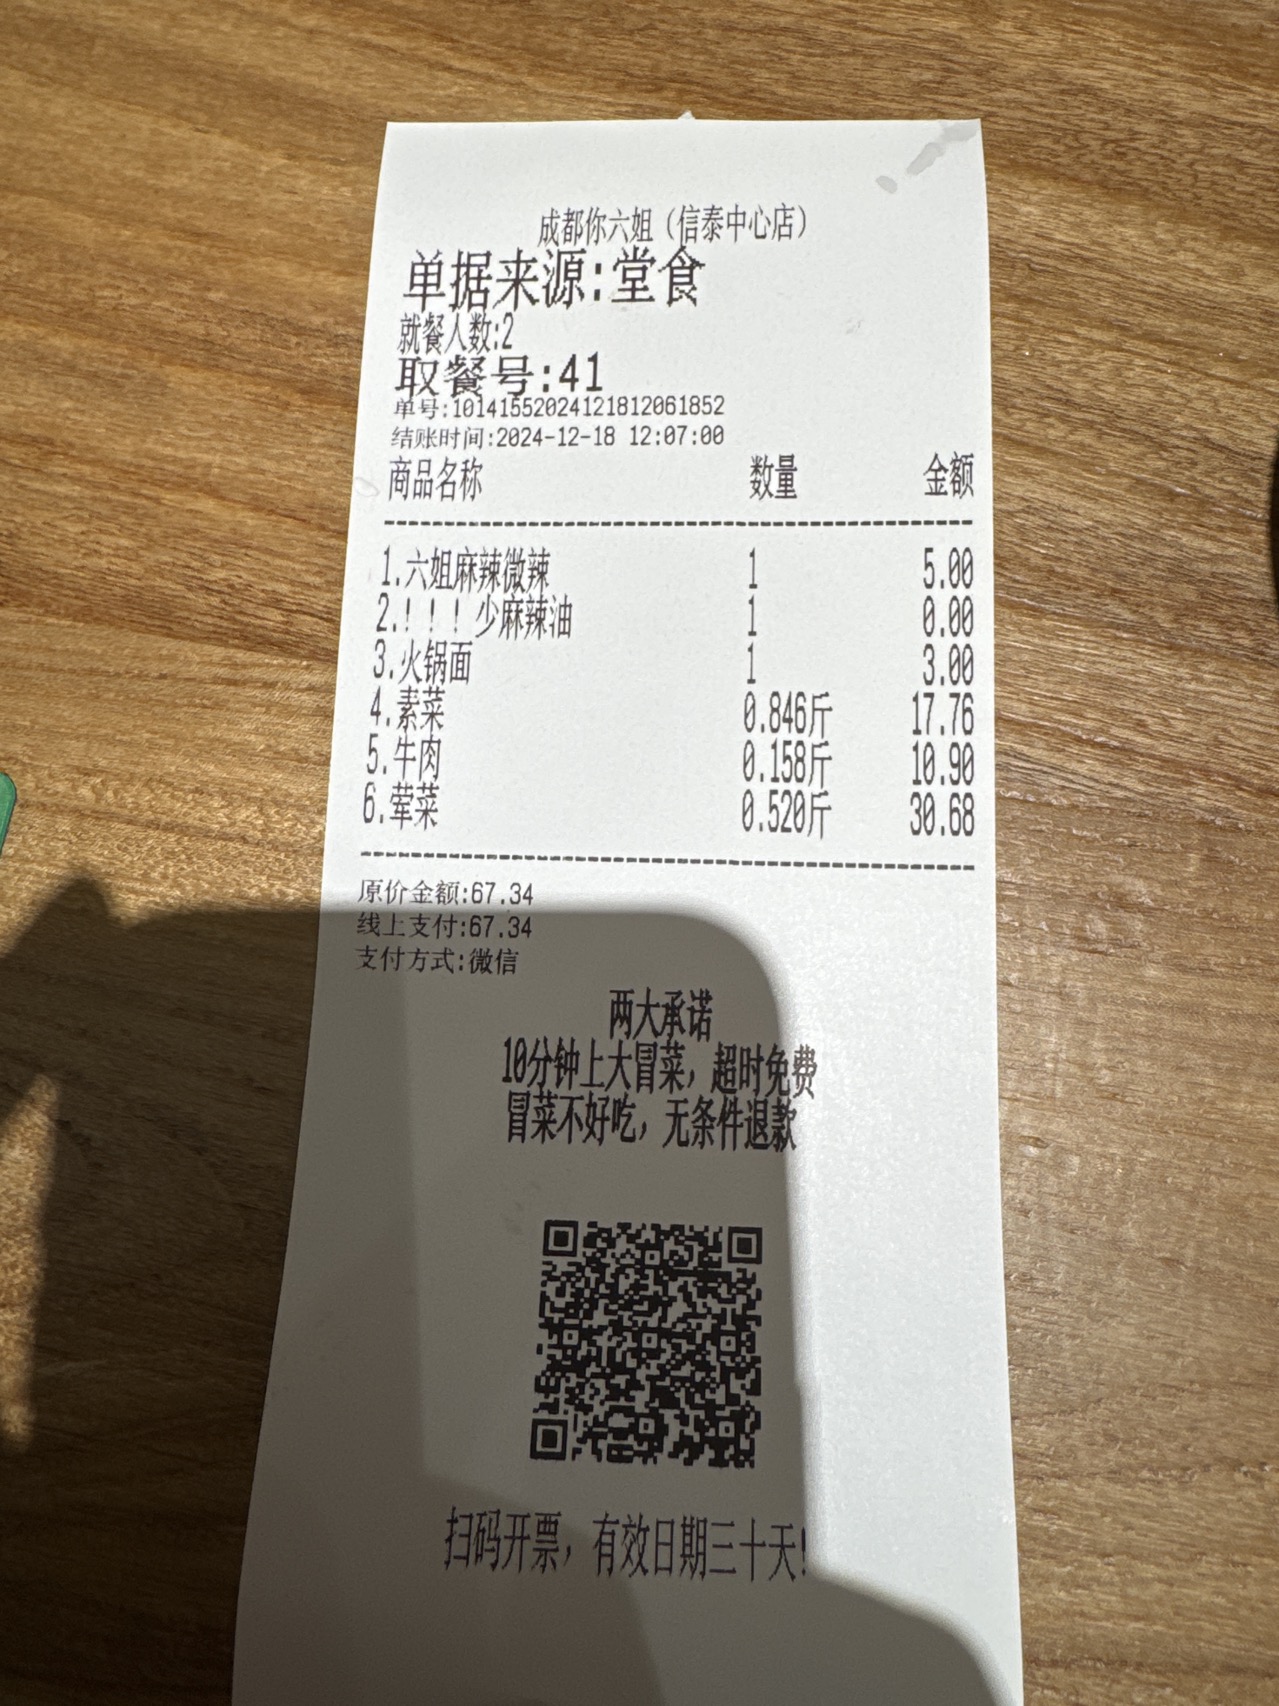 成都你六姐（信泰中心店）
单据来源:堂食
就餐人数:2
取餐号:41
单号:10141552024121812061852
结账时间:2024-12-18 12:07:00
商品名称 数量 金额
1.六姐麻辣微辣 1 5.00
2.！！！少麻辣油 1 0.00
3.火锅面 1 3.00
4.素菜 0.846斤 17.76
5.牛肉 0.158斤 10.90
6.荤菜 0.520斤 30.68
原价金额:67.34
线上支付:67.34
支付方式:微信
两大承诺
10分钟上大冒菜，超时免费
冒菜不好吃，无条件退款
扫码开票，有效日期三十天!